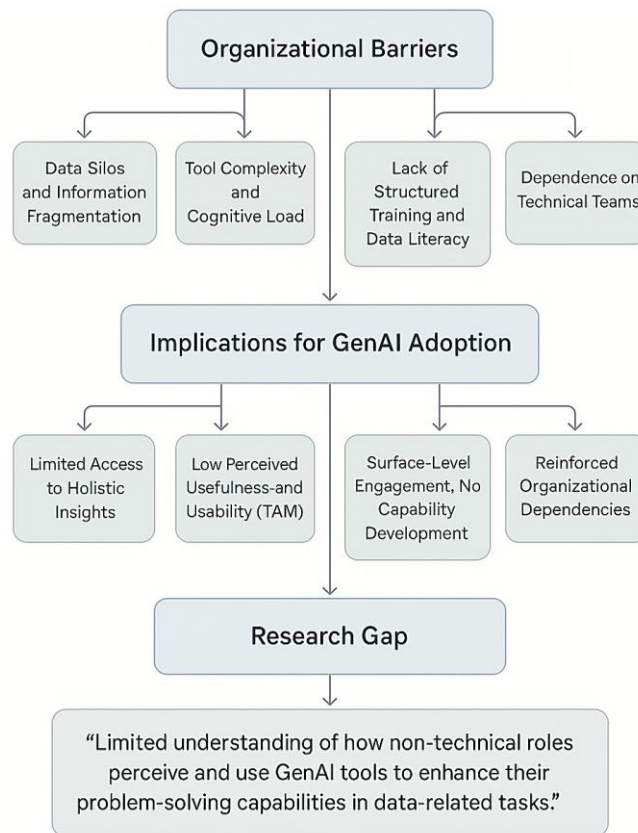 Organizational Barriers
Data Silos
and Information
Fragmentation
Tool Complexity
and
Cognitive Load
Lack of
Structured
Training and
Data Literacy
Dependence on
Technical Teams
Implications for GenAI Adoption
Limited Access
to Holistic
Insights
Low Perceived
Usefulness-and
Usability (TAM)
Surface-Level
Engagement, No
Capability
Development
Reinforced
Organizational
Dependencies
Research Gap
“Limited understanding of how non-technical roles
perceive and use GenAI tools to enhance their
problem-solving capabilities in data-related tasks.”